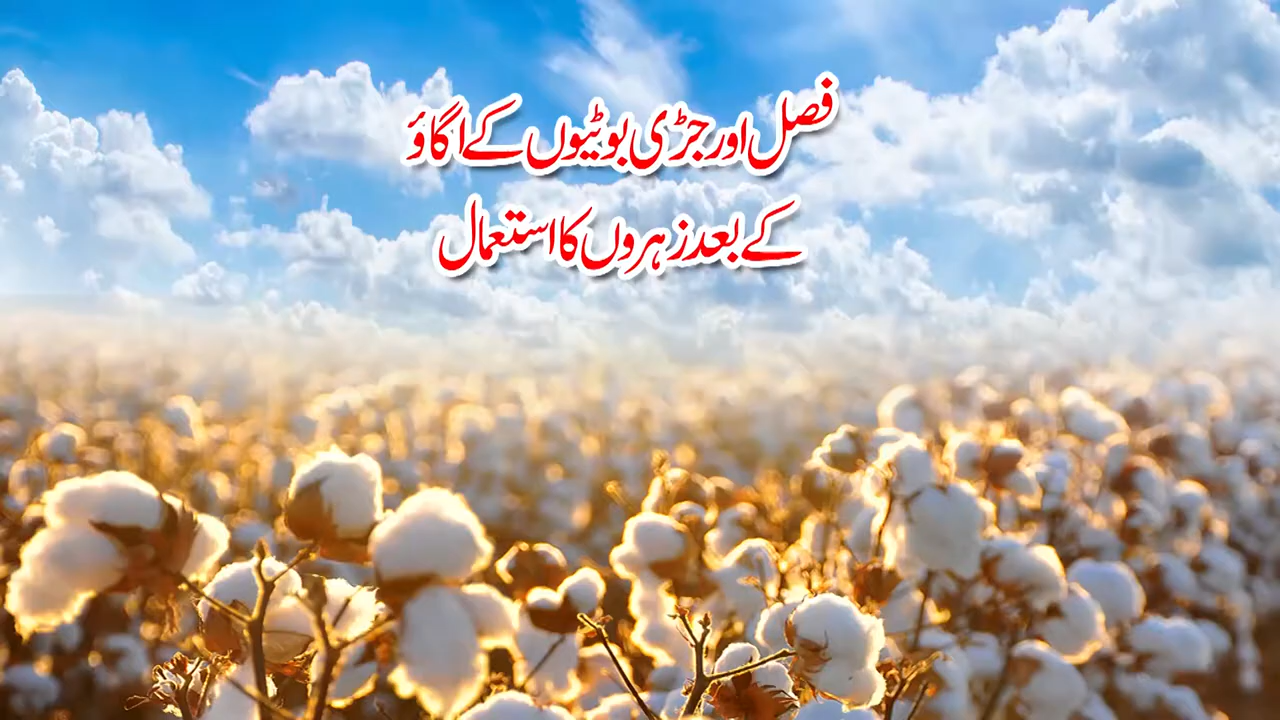 فصل اور جڑی بوٹیوں کے اگاؤ
کے بعد زہروں کا استعمال